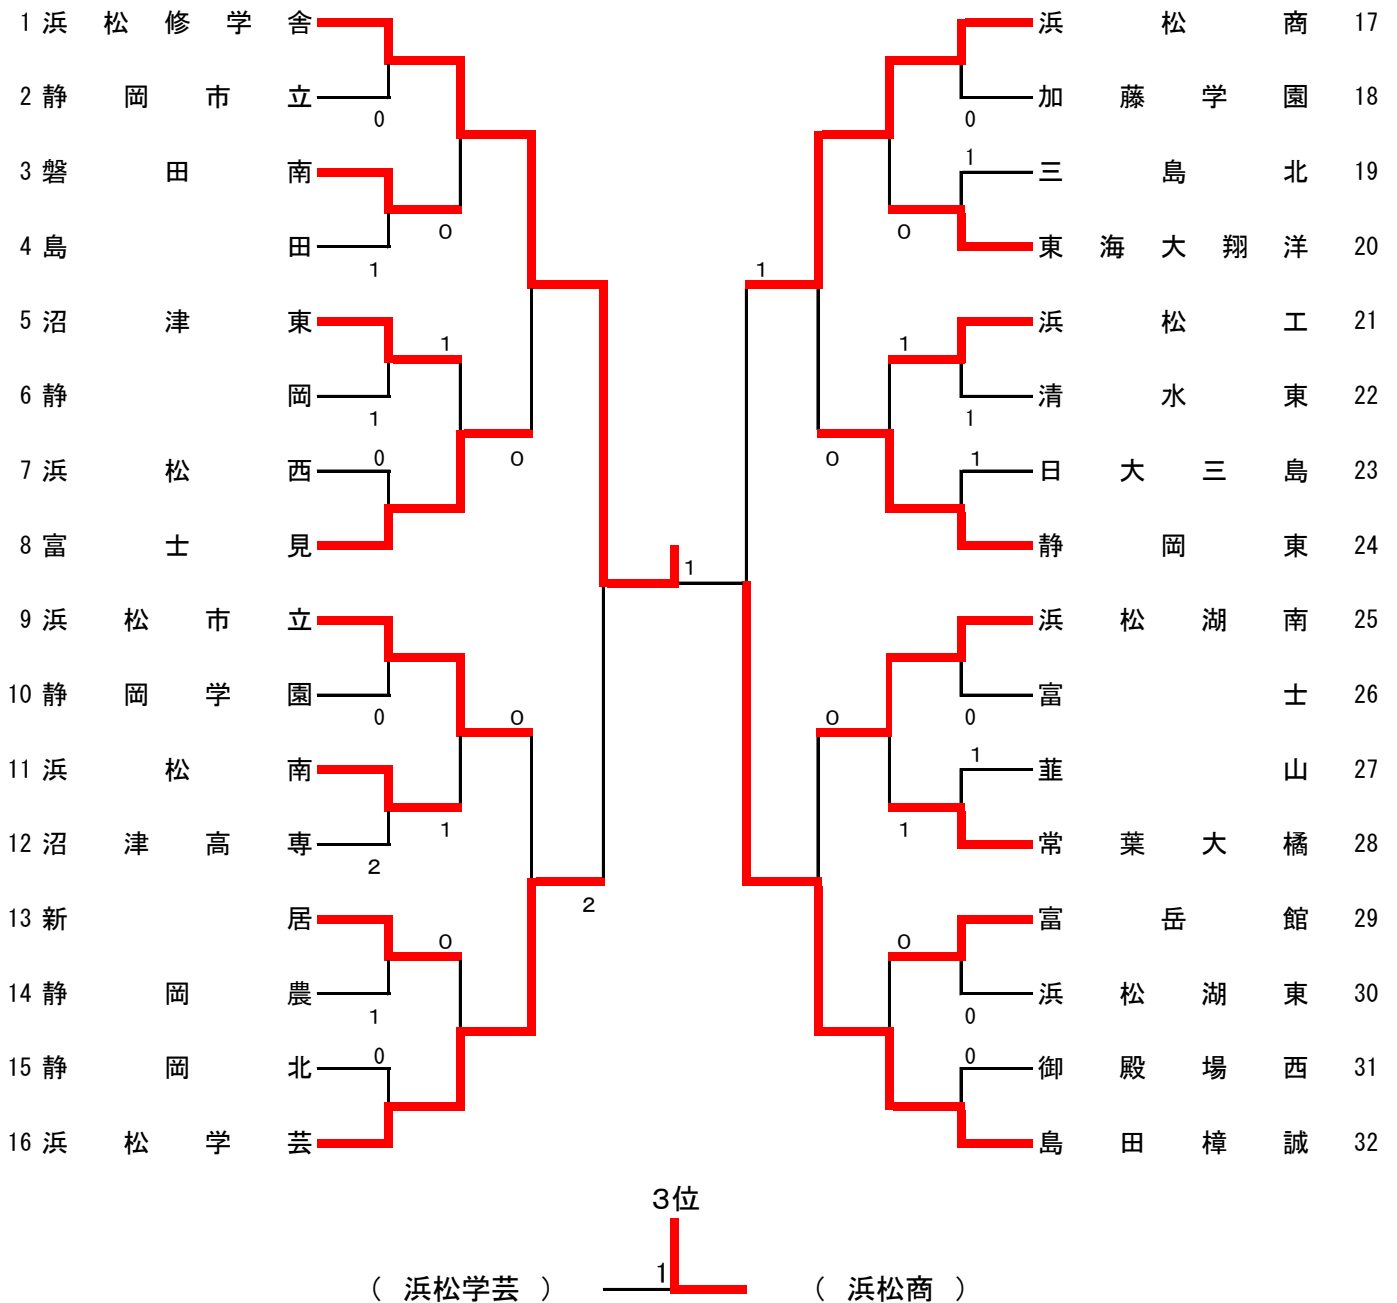 1 浜松修学舎
2 静岡市立
0
3 磐田南
0
4 島田
1
5 沼津東
1
6 静岡
1
7 浜松西
0
0
8 富士見
9 浜松市立
10 静岡学園
0
0
11 浜松南
1
12 沼津高専
2
13 新居
0
2
14 静岡農
1
15 静岡北
0
16 浜松学芸
1
浜松商 17
加藤学園 18
0
1
三島北 19
0
東海大翔洋 20
1
浜松工 21
1
清水東 22
1
0
1
日大三島 23
静岡東 24
浜松湖南 25
富士 26
0
0
1
韮山 27
1
常葉大橘 28
富岳館 29
0
浜松湖東 30
0
0
御殿場西 31
島田樟誠 32
3位
1
(浜松学芸) (浜松商)